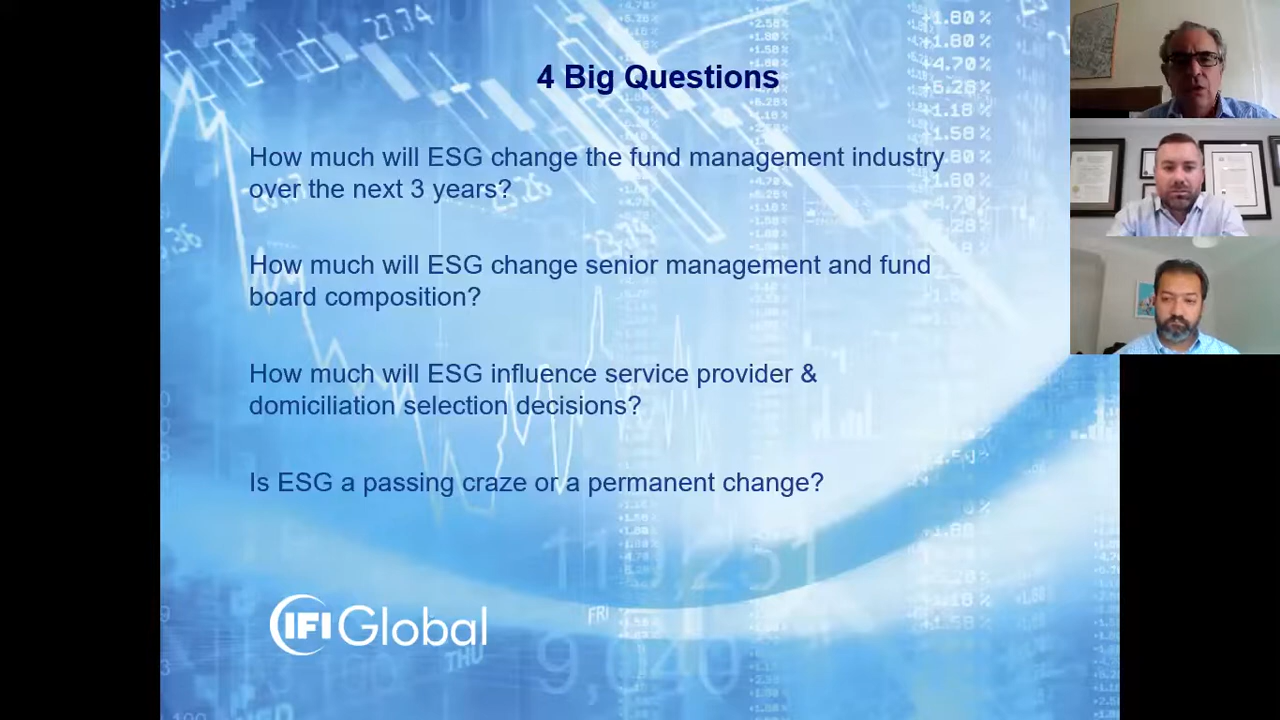 4 Big Questions
How much will ESG change the fund management industry
over the next 3 years?
How much will ESG change senior management and fund
board composition?
How much will ESG influence service provider &
domiciliation selection decisions?
Is ESG a passing craze or a permanent change?
IFI Global